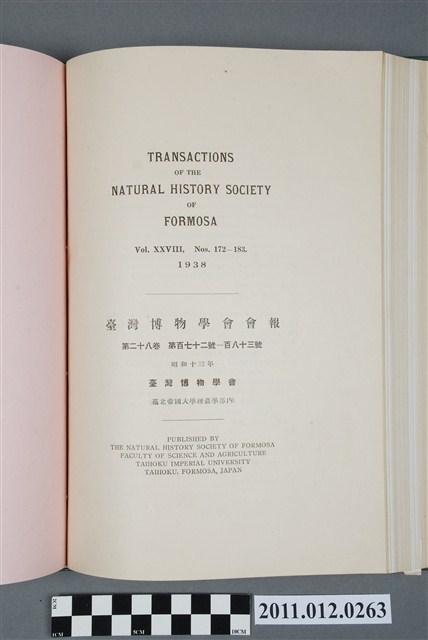 TRANSACTIONS
OF THE
NATURAL HISTORY SOCIETY
OF
FORMOSA
Vol. XXVIII, Nos. 172—183.
1938
臺灣博物學會會報
第二十八卷 第百七十二號—百八十三號
昭和十三年
臺灣博物學會
(臺北帝國大學理農學部內)
PUBLISHED BY
THE NATURAL HISTORY SOCIETY OF FORMOSA
FACULTY OF SCIENCE AND AGRICULTURE
TAIHOKU IMPERIAL UNIVERSITY
TAIHOKU, FORMOSA, JAPAN
1CM 5CM 10CM
2011.012.0263